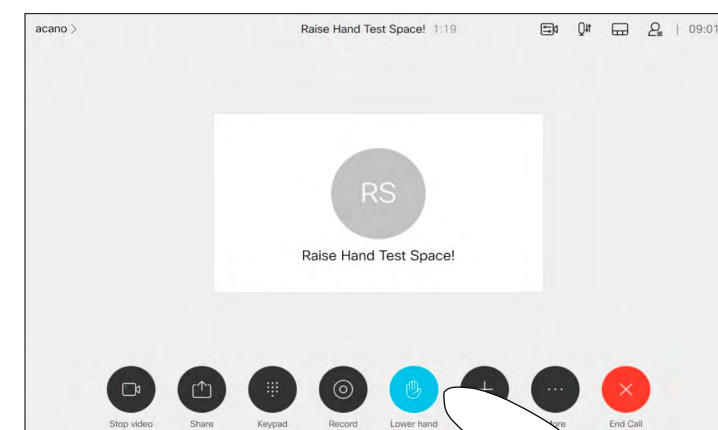 acano >
Raise Hand Test Space! 1:19
09:01
RS
Raise Hand Test Space!
Stop video
Share
Keypad
Record
Lower hand
End Call